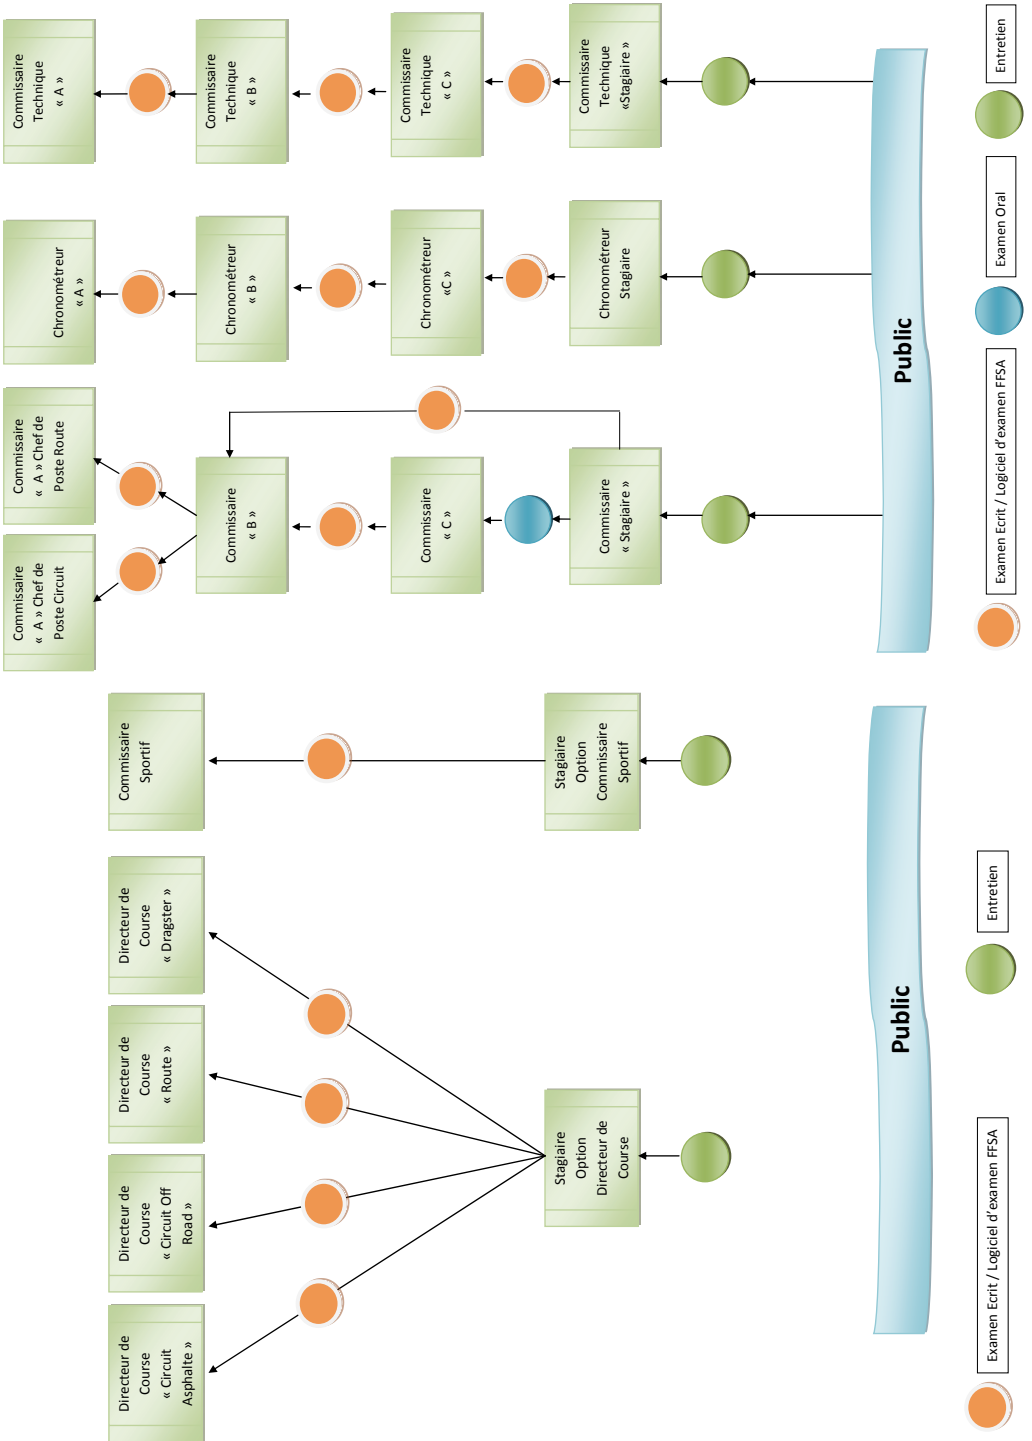 Directeur de
Course
« Circuit
Asphalte »
Directeur de
Course
« Circuit Off
Road »
Directeur de
Course
« Route »
Directeur de
Course
« Dragster »
Commissaire
Sportif
Stagiaire
Option
Directeur de
Course
Stagiaire
Option
Commissaire
Sportif
Public
Examen Ecrit / Logiciel d'examen FFSA
Entretien
Commissaire
« A » Chef de
Poste Circuit
Commissaire
« A » Chef de
Poste Route
Chronométreur
« A »
Commissaire
Technique
« A »
Commissaire
« B »
Chronométreur
« B »
Commissaire
Technique
« B »
Commissaire
« C »
Chronométreur
«C »
Commissaire
Technique
« C »
Commissaire
« Stagiaire »
Chronométreur
Stagiaire
Commissaire
Technique
«Stagiaire »
Public
Examen Ecrit / Logiciel d'examen FFSA
Examen Oral
Entretien